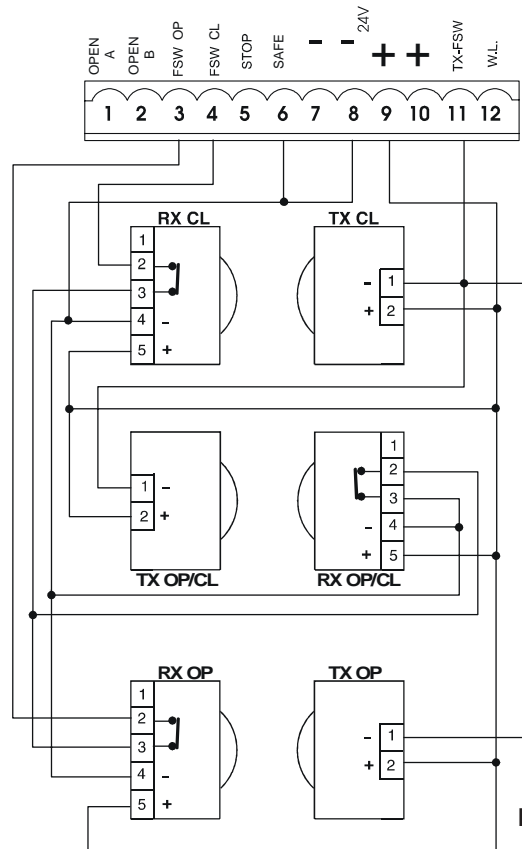 OPEN A
OPEN B
FSW OP
FSW CL
STOP
SAFE
-
-
24V
+
+
TX-FSW
W.L.
1 2 3 4 5 6 7 8 9 10 11 12
RX CL
1
2
3
4 -
5 +
TX CL
- 1
+ 2
1 -
2 +
TX OP/CL
1
2
3
- 4
+ 5
RX OP/CL
RX OP
1
2
3
4 -
5 +
TX OP
- 1
+ 2